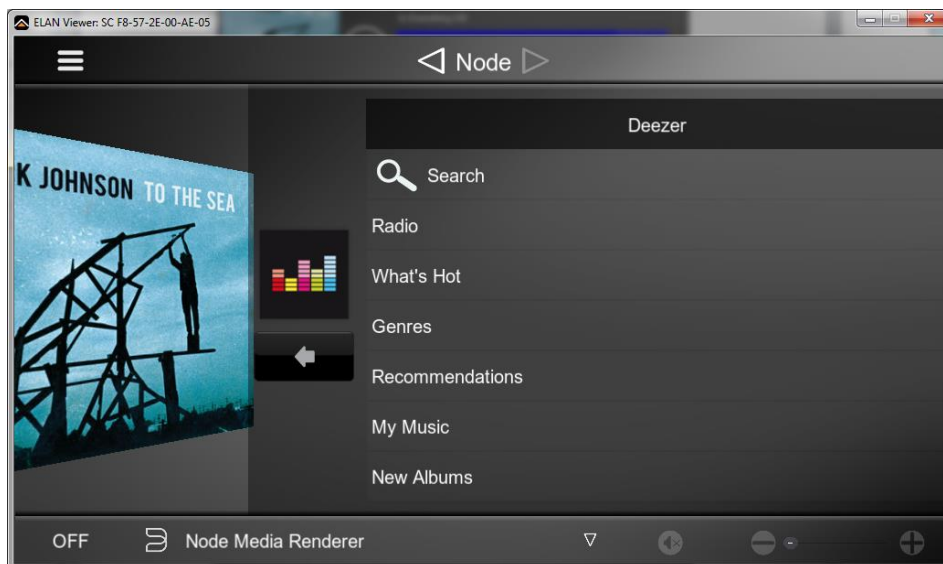 ELAN Viewer: SC F8-57-2E-00-AE-05
Node
K JOHNSON TO THE SEA
Deezer
Search
Radio
What's Hot
Genres
Recommendations
My Music
New Albums
OFF
Node Media Renderer